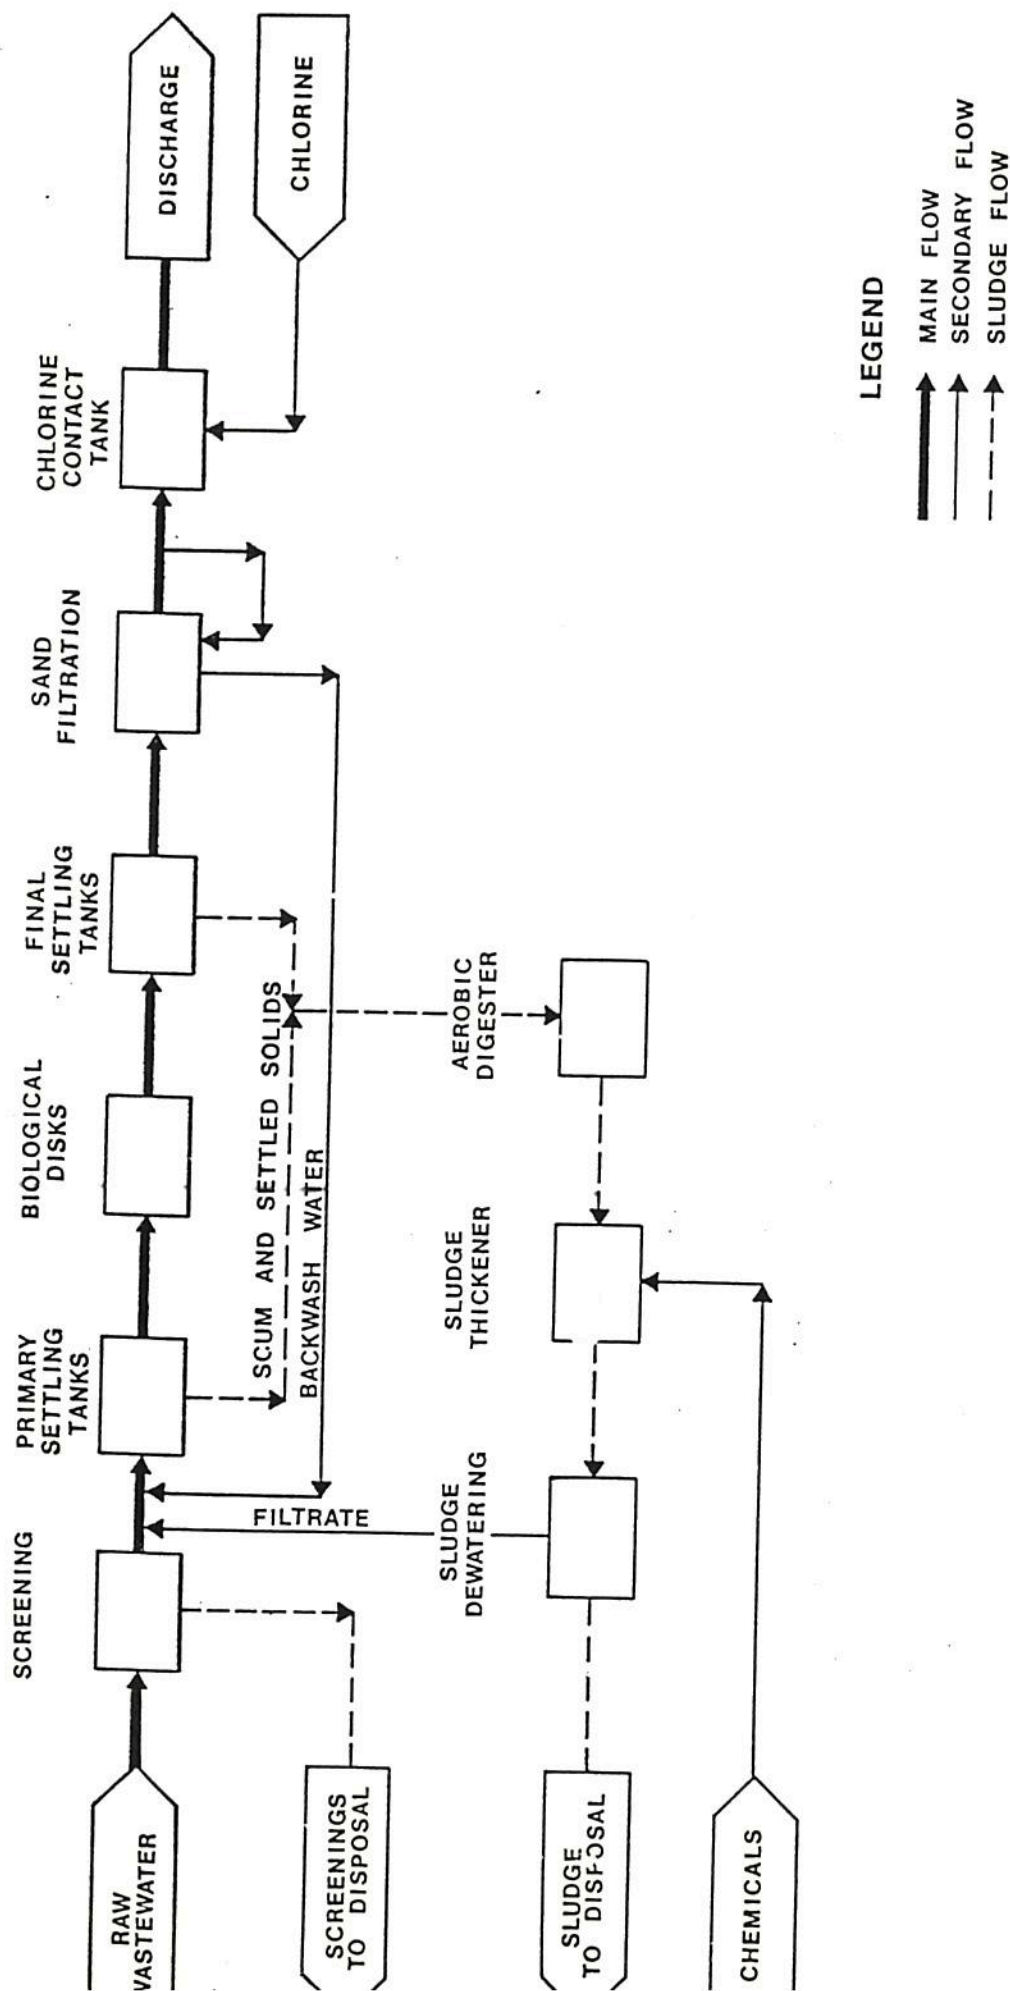 RAW
WASTEWATER
SCREENING
PRIMARY
SETTLING
TANKS
BIOLOGICAL
DISKS
FINAL
SETTLING
TANKS
SAND
FILTRATION
CHLORINE
CONTACT
TANK
DISCHARGE
CHLORINE
SCUM AND SETTLED SOLIDS
BACKWASH WATER
FILTRATE
SCREENINGS
TO DISPOSAL
SLUDGE
DEWATERING
SLUDGE
THICKENER
AEROBIC
DIGESTER
SLUDGE
TO DISPOSAL
CHEMICALS
LEGEND
MAIN FLOW
SECONDARY FLOW
SLUDGE FLOW